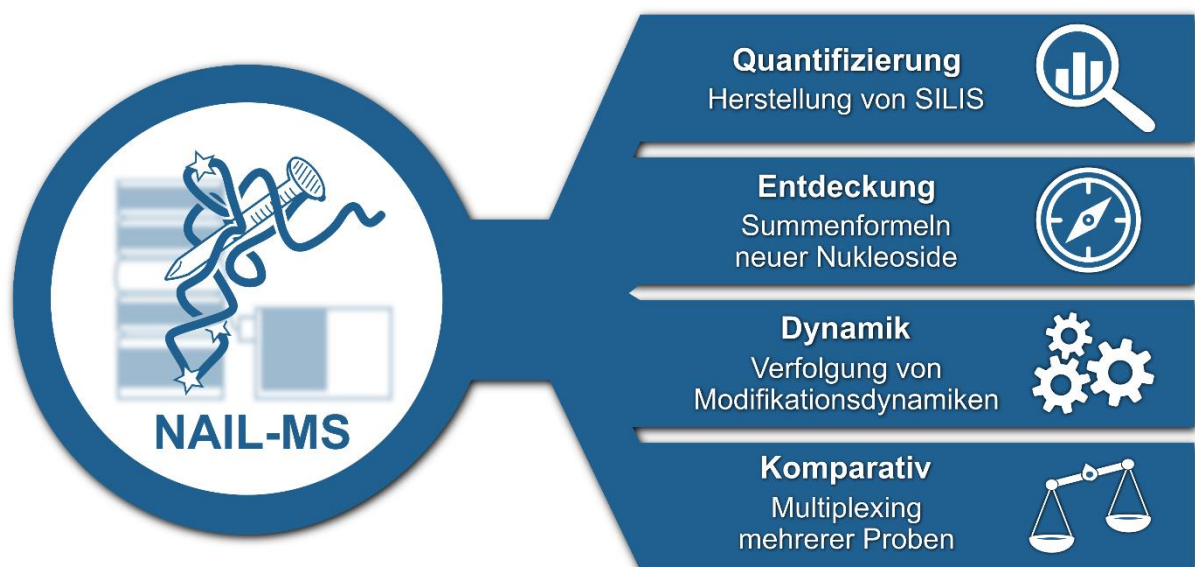 NAIL-MS
Quantifizierung
Herstellung von SILIS
Entdeckung
Summenformeln
neuer Nukleoside
Dynamik
Verfolgung von
Modifikationsdynamiken
Komparativ
Multiplexing
mehrerer Proben